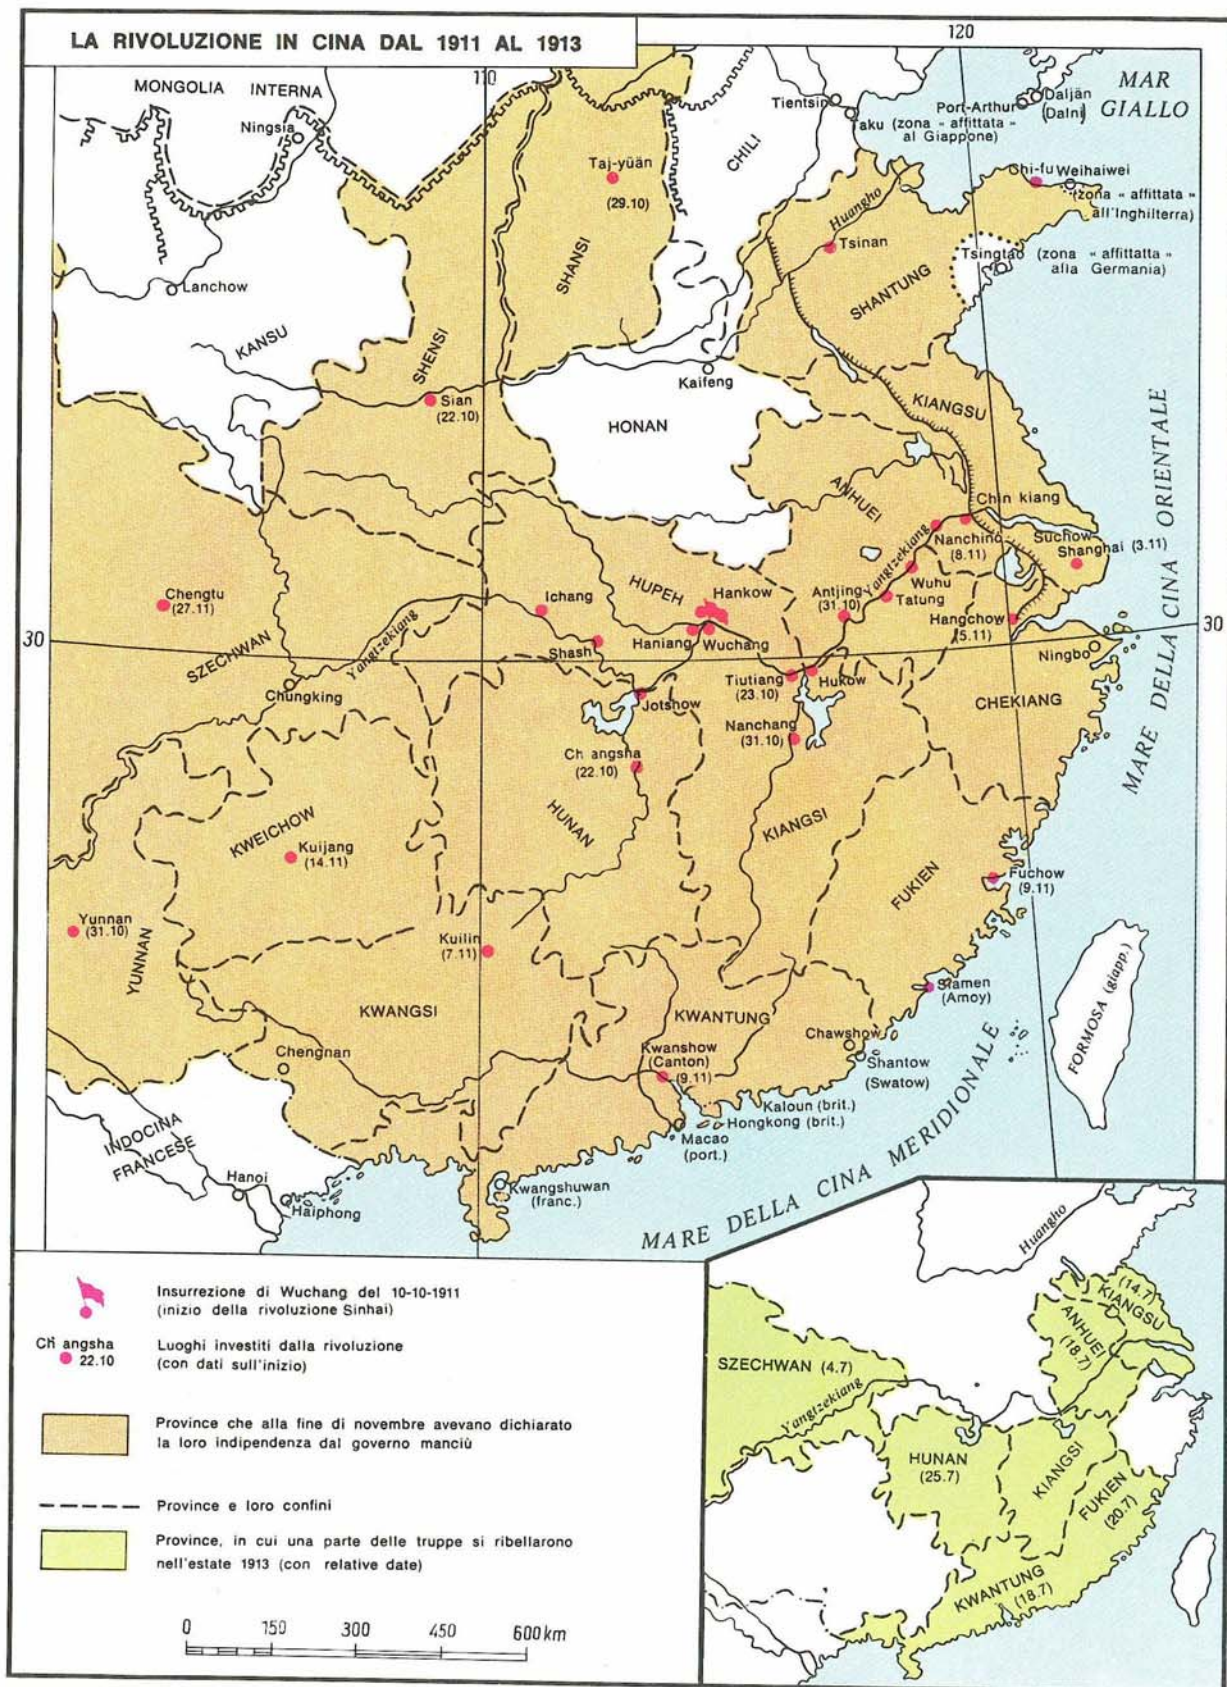 LA RIVOLUZIONE IN CINA DAL 1911 AL 1913
110
120
MONGOLIA INTERNA
Ningsia
Tientsin
Taku
Port-Arthur
Daljän
(Dalni)
(zona « affittata »
al Giappone)
MAR
GIALLO
CHILI
Taj-yüän
(29.10)
Chi-fu
Weihaiwei
(zona « affittata »
all'Inghilterra)
Huangho
Tsinan
SHANSI
Tsingtao
(zona « affittatta »
alla Germania)
SHANTUNG
Lanchow
KANSU
SHENSI
Sian
(22.10)
Kaifeng
HONAN
KIANGSU
ANHUEI
Chin kiang
Nanchino
(8.11)
Suchow
Shanghai (3.11)
MARE DELLA CINA ORIENTALE
Yangtzekiang
Wuhu
Tatung
Antjing
(31.10)
Hangchow
(5.11)
Chengtu
(27.11)
Ichang
HUPEH
Hankow
30
30
Shash
Haniang
Wuchang
Ningbo
SZECHWAN
Yangtzekiang
Chungking
Jotshow
Tiutiang
(23.10)
Hukow
CHEKIANG
Nanchang
(31.10)
Ch angsha
(22.10)
KWEICHOW
Kuijang
(14.11)
HUNAN
KIANGSI
FUKIEN
Fuchow
(9.11)
Yunnan
(31.10)
YUNNAN
Kuilin
(7.11)
Siamen
(Amoy)
FORMOSA (giapp.)
KWANGSI
KWANTUNG
Chawshow
Shantow
(Swatow)
Chengnan
Kwanshow
(Canton)
(9.11)
Kaloun (brit.)
Hongkong (brit.)
Macao
(port.)
INDOCINA
FRANCESE
Hanoi
Haiphong
Kwangshuwan
(franc.)
MARE DELLA CINA MERIDIONALE
Insurrezione di Wuchang del 10-10-1911
(inizio della rivoluzione Sinhai)
Ch angsha
22.10
Luoghi investiti dalla rivoluzione
(con dati sull'inizio)
Province che alla fine di novembre avevano dichiarato
la loro indipendenza dal governo manciù
Province e loro confini
Province, in cui una parte delle truppe si ribellarono
nell'estate 1913 (con relative date)
0 150 300 450 600 km
Huangho
(14.7)
KIANGSU
ANHUEI
(18.7)
SZECHWAN (4.7)
Yangtzekiang
HUNAN
(25.7)
KIANGSI
FUKIEN
(20.7)
KWANTUNG
(18.7)